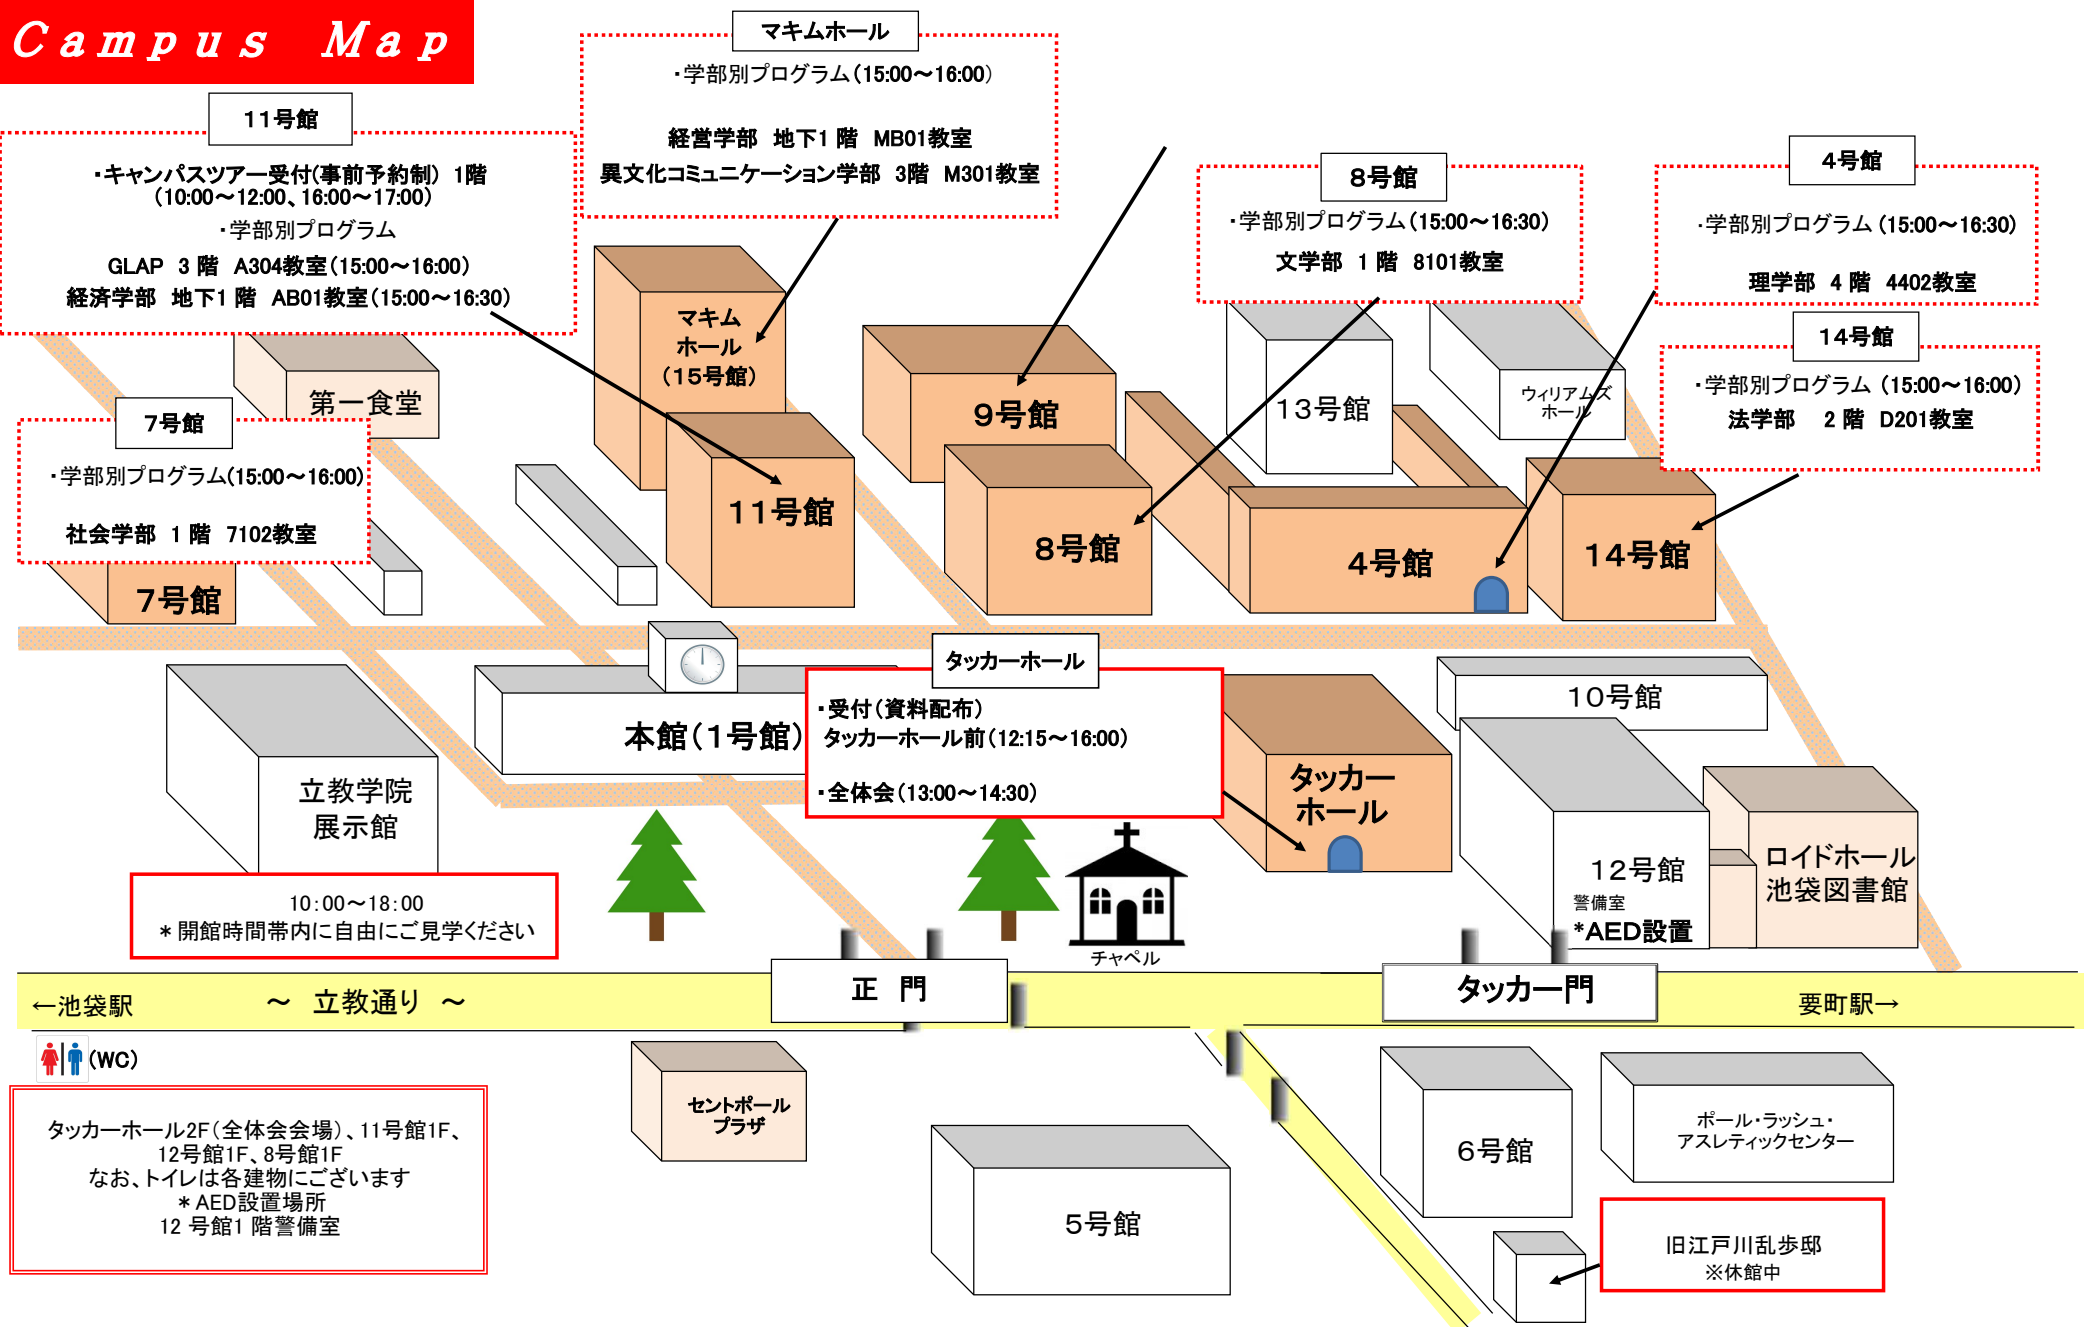 Campus Map
マキムホール
・学部別プログラム(15:00～16:00)
経営学部 地下1階 MB01教室
異文化コミュニケーション学部 3階 M301教室
11号館
・キャンパスツアー受付(事前予約制) 1階
(10:00～12:00、16:00～17:00)
・学部別プログラム
GLAP 3階 A304教室(15:00～16:00)
経済学部 地下1階 AB01教室(15:00～16:30)
8号館
・学部別プログラム(15:00～16:30)
文学部 1階 8101教室
4号館
・学部別プログラム(15:00～16:30)
理学部 4階 4402教室
14号館
・学部別プログラム (15:00～16:00)
法学部 2階 D201教室
7号館
・学部別プログラム(15:00～16:00)
社会学部 1階 7102教室
第一食堂
マキム
ホール
(15号館)
9号館
13号館
ウィリアムズ
ホール
11号館
8号館
4号館
14号館
7号館
タッカーホール
・受付(資料配布)
タッカーホール前(12:15～16:00)
・全体会(13:00～14:30)
本館(1号館)
10号館
立教学院
展示館
タッカー
ホール
12号館
警備室
*AED設置
ロイドホール
池袋図書館
10:00～18:00
*開館時間帯内に自由にご見学ください
チャペル
←池袋駅
～ 立教通り ～
正 門
タッカー門
要町駅→
(WC)
タッカーホール2F(全体会会場)、11号館1F、
12号館1F、8号館1F
なお、トイレは各建物にございます
*AED設置場所
12号館1階警備室
セントポール
プラザ
5号館
6号館
ポール・ラッシュ・
アスレティックセンター
旧江戸川乱歩邸
※休館中